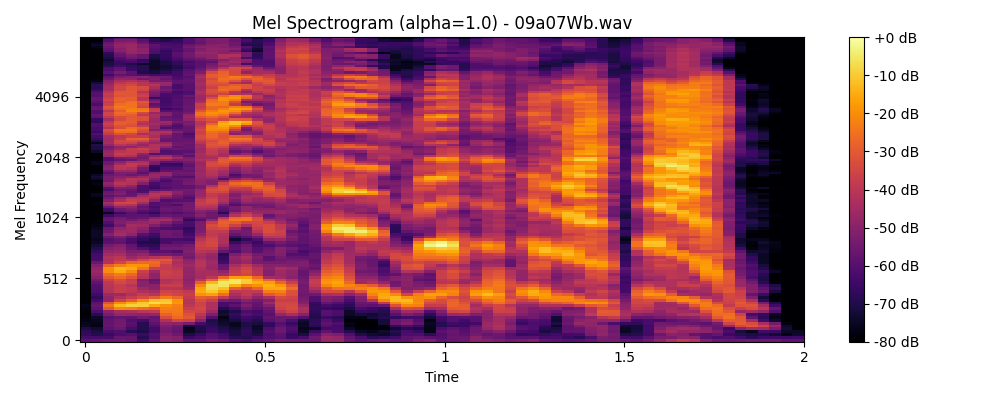 Mel Spectrogram (alpha=1.0) - 09a07Wb.wav
Mel Frequency
4096
2048
1024
512
0
0
0.5
1
1.5
2
Time
+0 dB
-10 dB
-20 dB
-30 dB
-40 dB
-50 dB
-60 dB
-70 dB
-80 dB